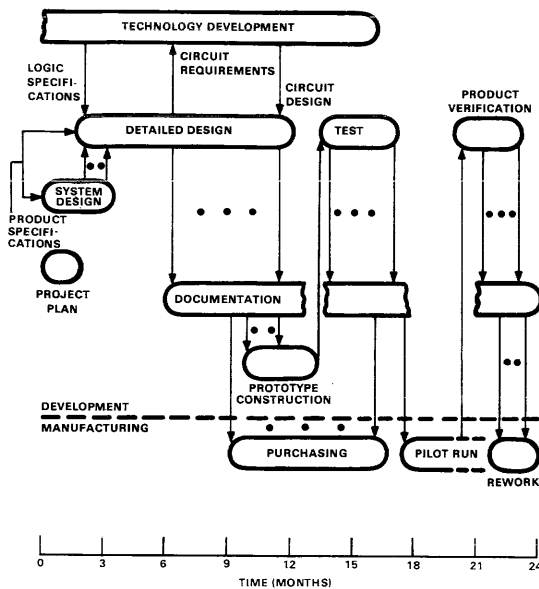 TECHNOLOGY DEVELOPMENT
LOGIC
SPECIFI-
CATIONS
CIRCUIT
REQUIREMENTS
CIRCUIT
DESIGN
PRODUCT
VERIFICATION
DETAILED DESIGN
TEST
SYSTEM
DESIGN
PRODUCT
SPECIFI-
CATIONS
PROJECT
PLAN
DOCUMENTATION
PROTOTYPE
CONSTRUCTION
DEVELOPMENT
MANUFACTURING
PURCHASING
PILOT RUN
REWORK
0 3 6 9 12 15 18 21 24
TIME (MONTHS)